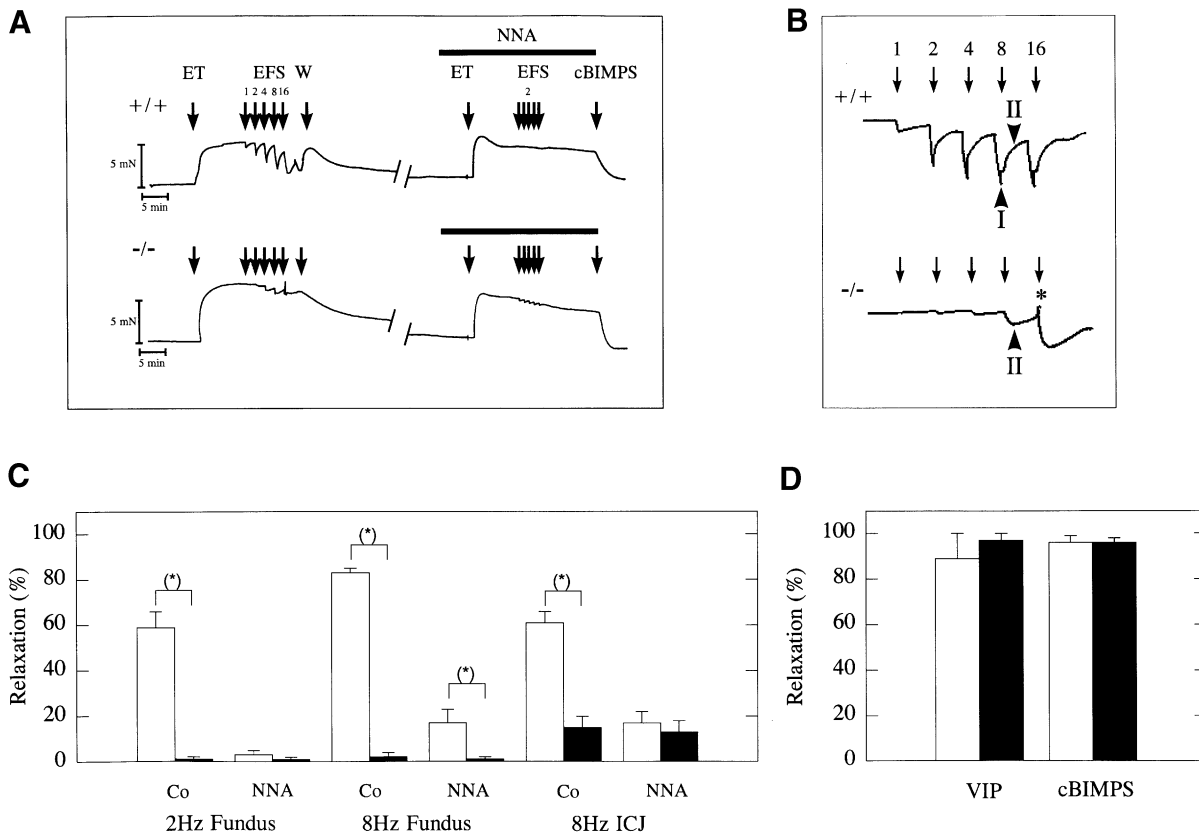 A
NNA
ET EFS W ET EFS cBIMPS
1 2 4 8 16 2
+/+
5 mN
5 min
-/-
5 mN
5 min
B
1 2 4 8 16
+/+
II
I
-/-
*
II
C
Relaxation (%)
100
80
60
40
20
0
(*)
(*)
(*)
(*)
Co NNA Co NNA Co NNA
2Hz Fundus 8Hz Fundus 8Hz ICJ
D
Relaxation (%)
100
80
60
40
20
0
VIP cBIMPS